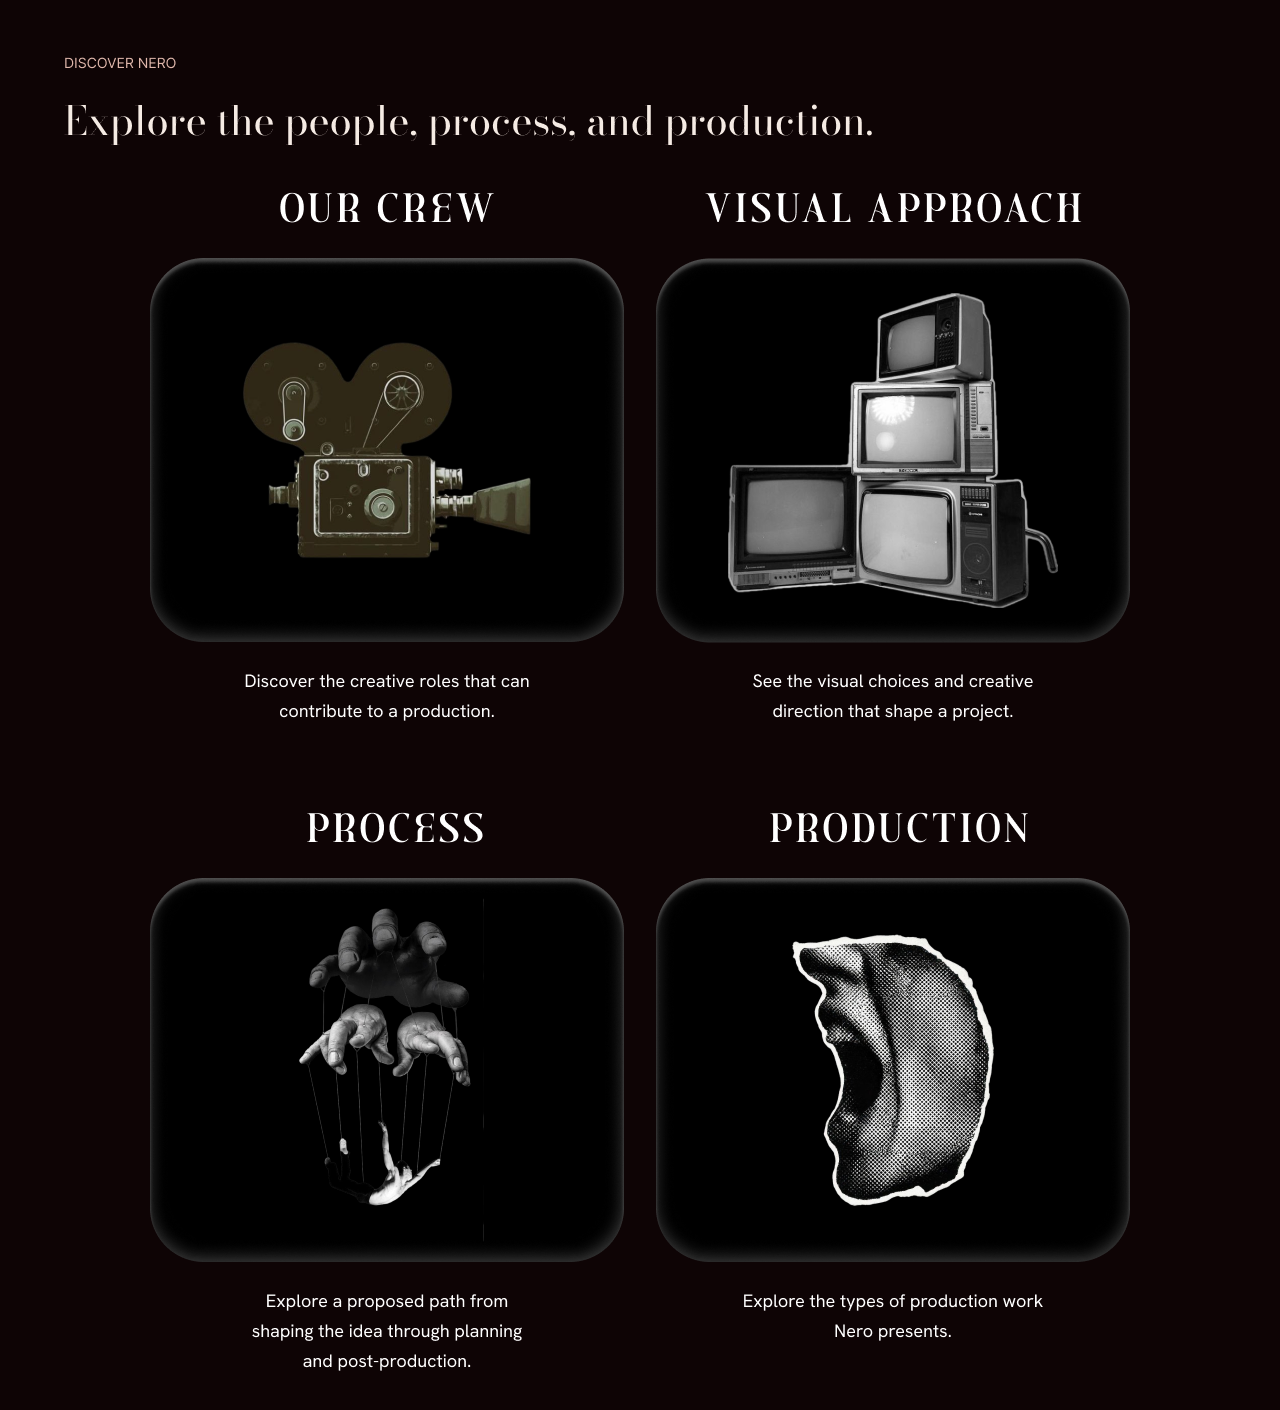 DISCOVER NERO
Explore the people, process, and production.
OUR CREW
VISUAL APPROACH
Discover the creative roles that can
contribute to a production.
See the visual choices and creative
direction that shape a project.
PROCESS
PRODUCTION
Explore a proposed path from
shaping the idea through planning
and post-production.
Explore the types of production work
Nero presents.